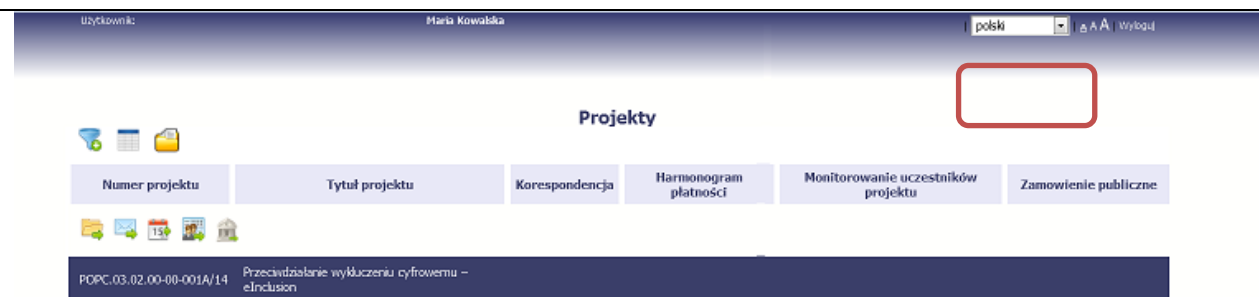 Użytkownik: Maria Kowalska | polski | A A A | Wyloguj
Projekty
Numer projektu Tytuł projektu Korespondencja Harmonogram płatności Monitorowanie uczestników projektu Zamowienie publiczne
15
POPC.03.02.00-00-001A/14 Przeciwdziałanie wykluczeniu cyfrowemu –
eInclusion